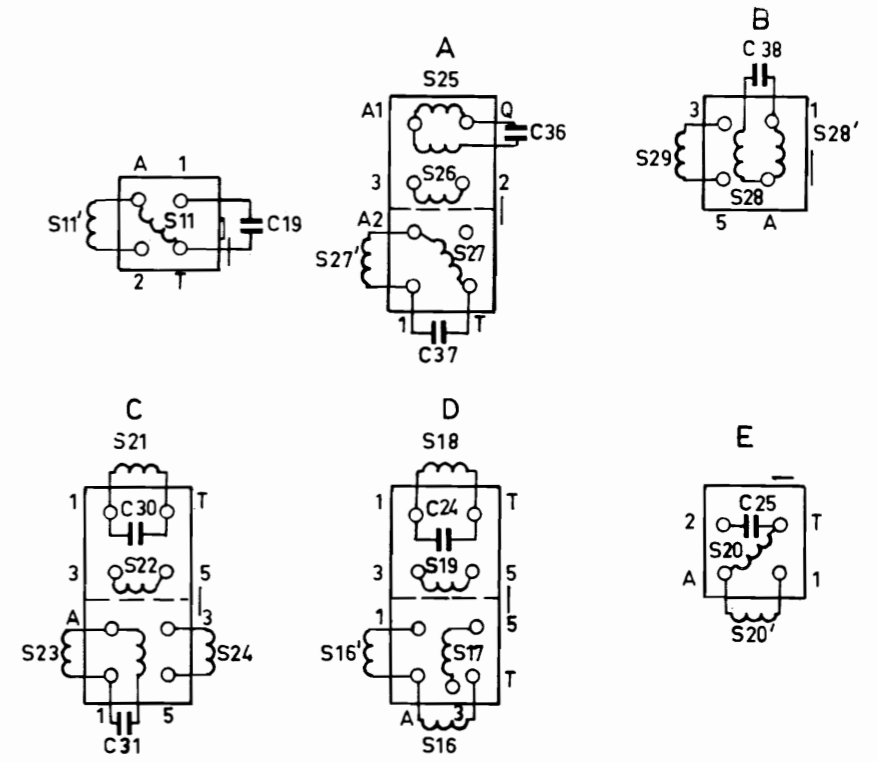 A 1
S11' S11 C19
2 T
A
S25
A1 Q
C36
3 S26 2
A2
S27' S27
1 T
C37
B
C 38
3 1
S28'
S29
S28
5 A
C
S21
1 C30 T
3 S22 5
A 3
S23 S24
1 5
C31
D
S18
1 C24 T
3 S19 5
1 5
S16' S17
T
A 3
S16
E
C25
2 T
S20
A 1
S20'